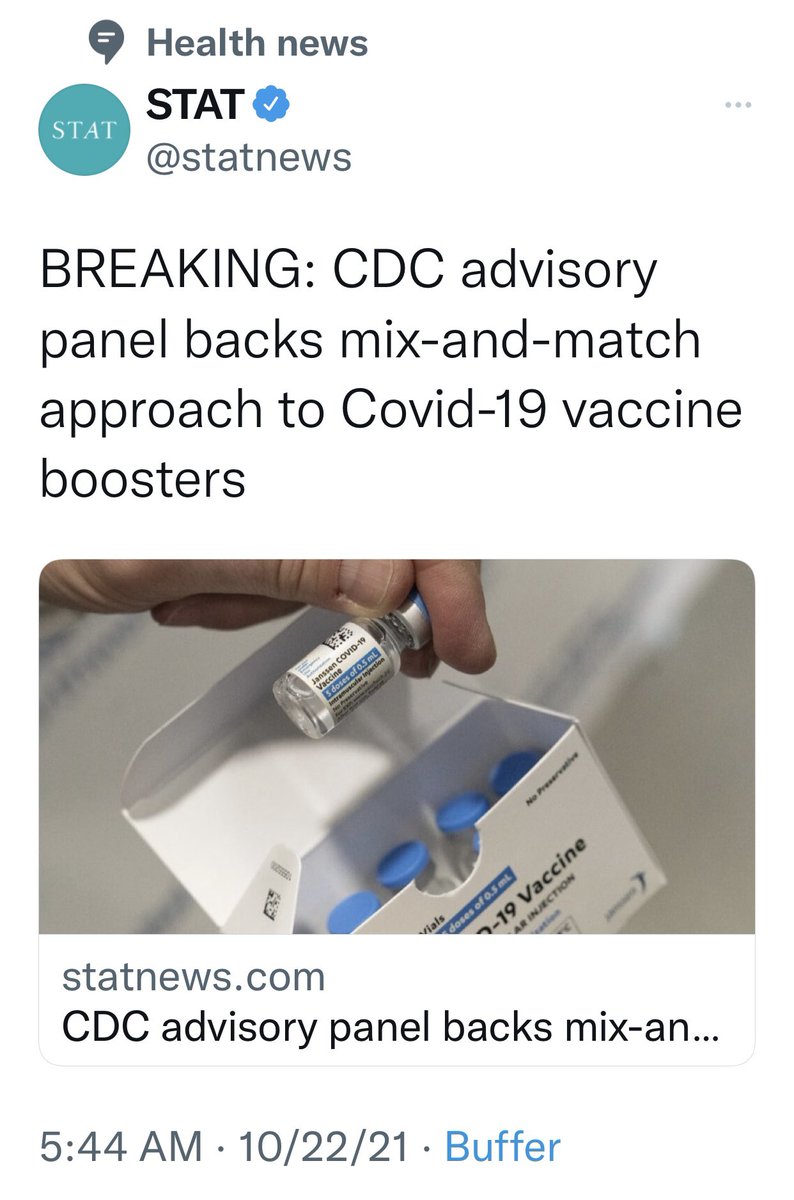 Health news
STAT
STAT
@statnews
BREAKING: CDC advisory
panel backs mix-and-match
approach to Covid-19 vaccine
boosters
Janssen COVID-19
Vaccine
5 doses of 0.5 mL
Intramuscular Injection
No Preservative
No Preservative
Vials
doses of 0.5 mL
D-19 Vaccine
AR INJECTION
statnews.com
CDC advisory panel backs mix-an...
5:44 AM · 10/22/21 · Buffer